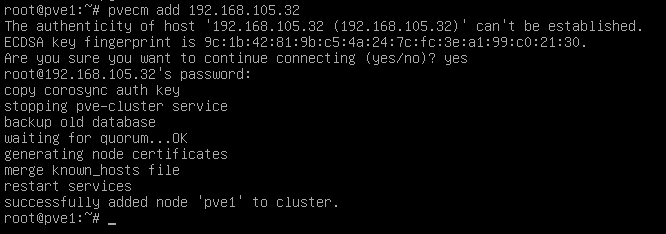 root@pve1:~# pvecm add 192.168.105.32
The authenticity of host '192.168.105.32 (192.168.105.32)' can't be established.
ECDSA key fingerprint is 9c:1b:42:81:9b:c5:4a:24:7c:fc:3e:a1:99:c0:21:30.
Are you sure you want to continue connecting (yes/no)? yes
root@192.168.105.32's password:
copy corosync auth key
stopping pve-cluster service
backup old database
waiting for quorum...OK
generating node certificates
merge known_hosts file
restart services
successfully added node 'pve1' to cluster.
root@pve1:~# _